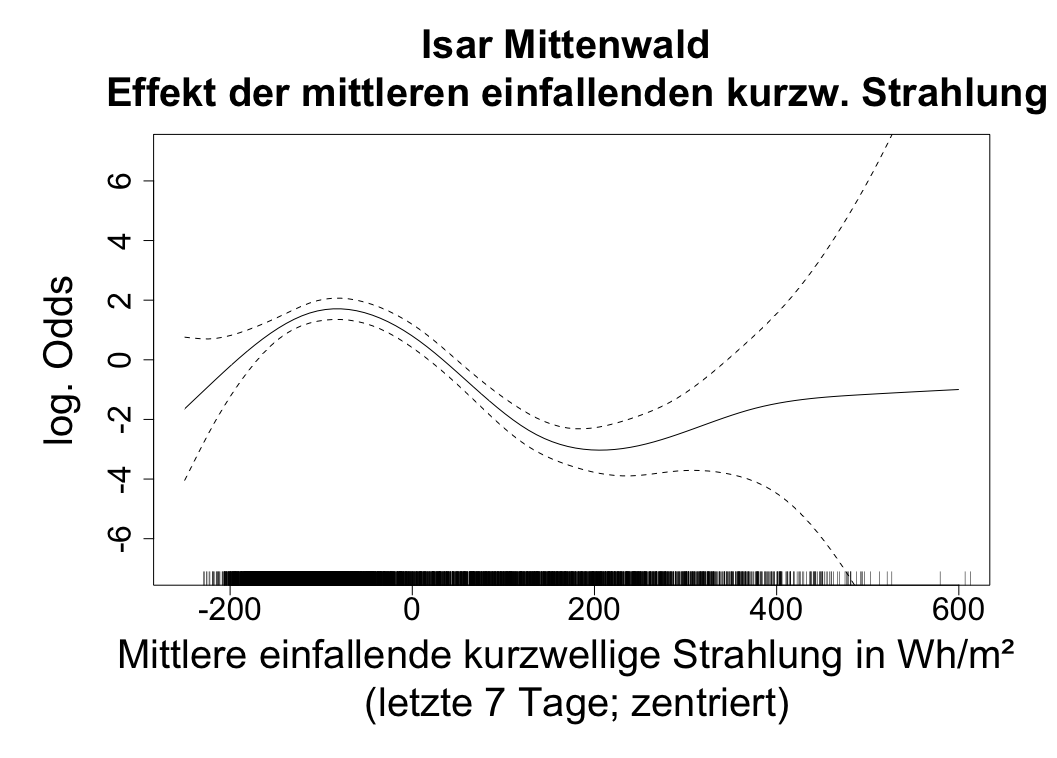 Isar Mittenwald
Effekt der mittleren einfallenden kurzw. Strahlung
6
4
2
0
-2
-4
-6
log. Odds
-200 0 200 400 600
Mittlere einfallende kurzwellige Strahlung in Wh/m²
(letzte 7 Tage; zentriert)